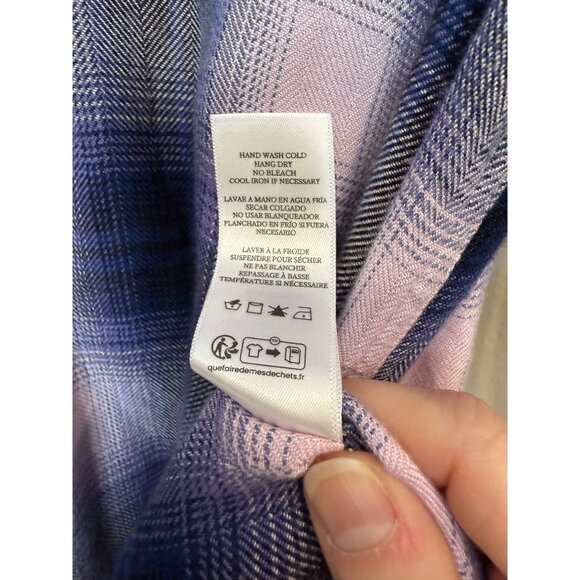 HAND WASH COLD
HANG DRY
NO BLEACH
COOL IRON IF NECESSARY
LAVAR A MANO EN AGUA FRÍA
SECAR COLGADO
NO USAR BLANQUEADOR
PLANCHADO EN FRÍO SI FUERA
NECESARIO
LAVER À LA FROIDE
SUSPENDRE POUR SÉCHER
NE PAS BLANCHIR
REPASSAGE À BASSE
TEMPÉRATURE SI NÉCESSAIRE
FR
quefairedemesdechets.fr